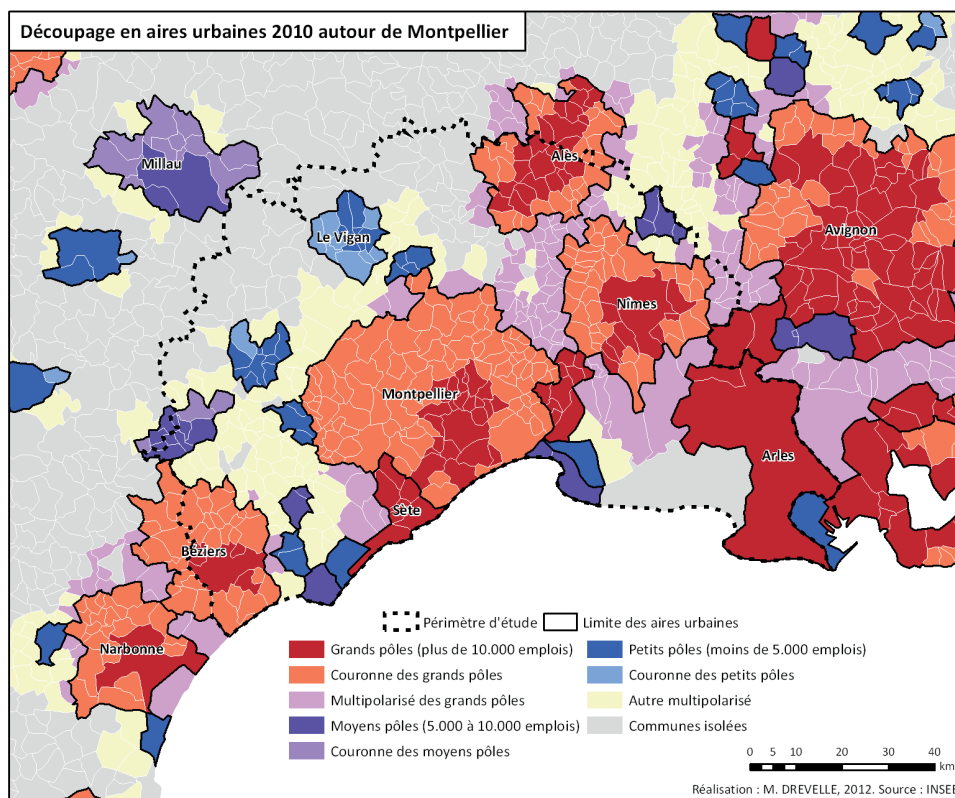 Découpage en aires urbaines 2010 autour de Montpellier
Millau
Alès
Le Vigan
Avignon
Nîmes
Montpellier
Arles
Sète
Béziers
Narbonne
Périmètre d'étude
Limite des aires urbaines
Grands pôles (plus de 10.000 emplois)
Couronne des grands pôles
Multipolarisé des grands pôles
Moyens pôles (5.000 à 10.000 emplois)
Couronne des moyens pôles
Petits pôles (moins de 5.000 emplois)
Couronne des petits pôles
Autre multipolarisé
Communes isolées
0 5 10 20 30 40
km
Réalisation : M. DREVELLE, 2012. Source : INSEE